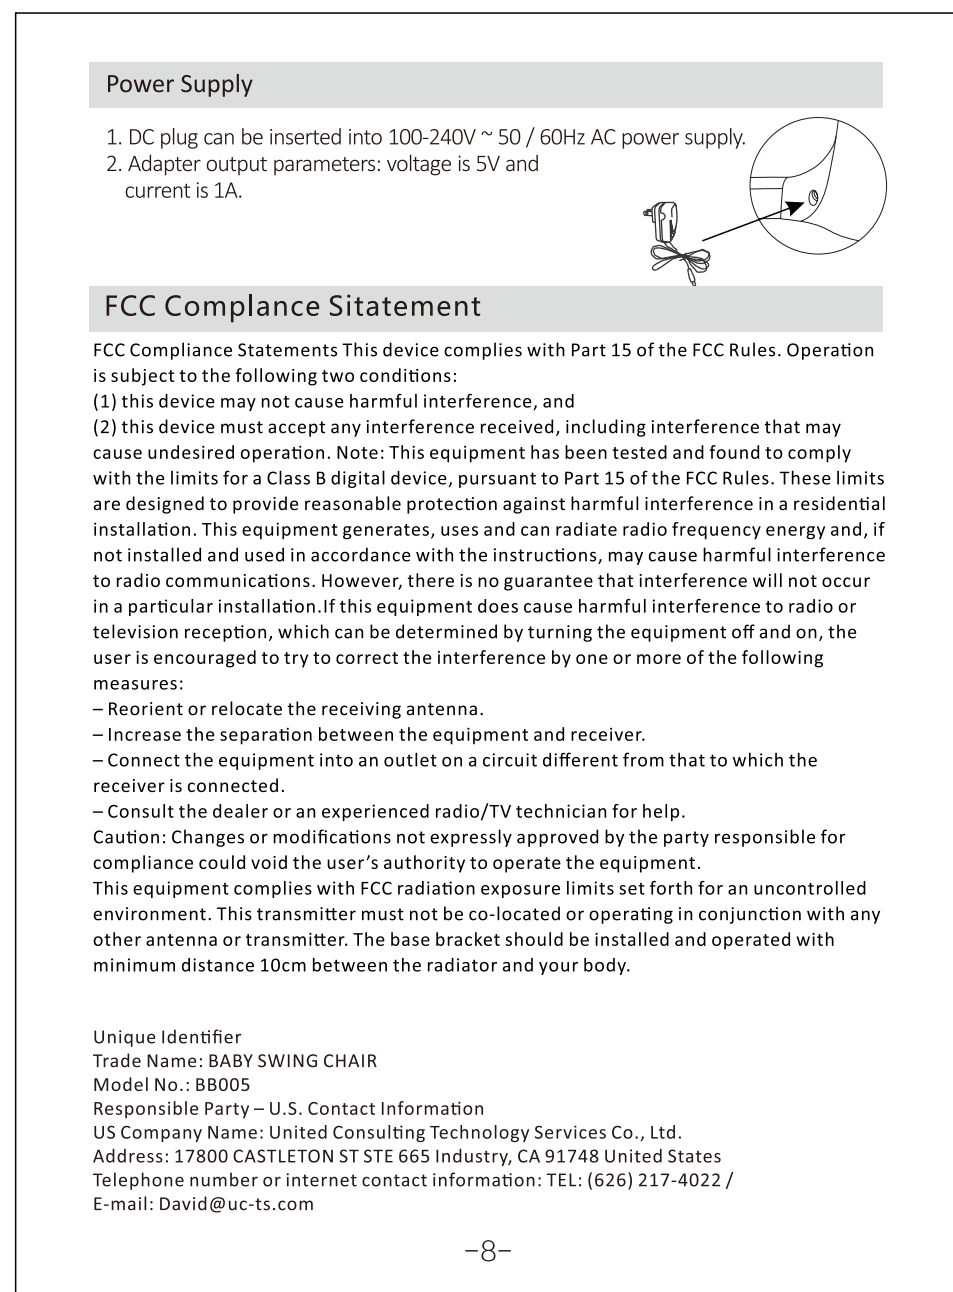 Power Supply
1. DC plug can be inserted into 100-240V ~ 50 / 60Hz AC power supply.
2. Adapter output parameters: voltage is 5V and
current is 1A.
FCC Complance Sitatement
FCC Compliance Statements This device complies with Part 15 of the FCC Rules. Operation
is subject to the following two conditions:
(1) this device may not cause harmful interference, and
(2) this device must accept any interference received, including interference that may
cause undesired operation. Note: This equipment has been tested and found to comply
with the limits for a Class B digital device, pursuant to Part 15 of the FCC Rules. These limits
are designed to provide reasonable protection against harmful interference in a residential
installation. This equipment generates, uses and can radiate radio frequency energy and, if
not installed and used in accordance with the instructions, may cause harmful interference
to radio communications. However, there is no guarantee that interference will not occur
in a particular installation.If this equipment does cause harmful interference to radio or
television reception, which can be determined by turning the equipment off and on, the
user is encouraged to try to correct the interference by one or more of the following
measures:
– Reorient or relocate the receiving antenna.
– Increase the separation between the equipment and receiver.
– Connect the equipment into an outlet on a circuit different from that to which the
receiver is connected.
– Consult the dealer or an experienced radio/TV technician for help.
Caution: Changes or modifications not expressly approved by the party responsible for
compliance could void the user’s authority to operate the equipment.
This equipment complies with FCC radiation exposure limits set forth for an uncontrolled
environment. This transmitter must not be co-located or operating in conjunction with any
other antenna or transmitter. The base bracket should be installed and operated with
minimum distance 10cm between the radiator and your body.
Unique Identifier
Trade Name: BABY SWING CHAIR
Model No.: BB005
Responsible Party – U.S. Contact Information
US Company Name: United Consulting Technology Services Co., Ltd.
Address: 17800 CASTLETON ST STE 665 Industry, CA 91748 United States
Telephone number or internet contact information: TEL: (626) 217-4022 /
E-mail: David@uc-ts.com
-8-